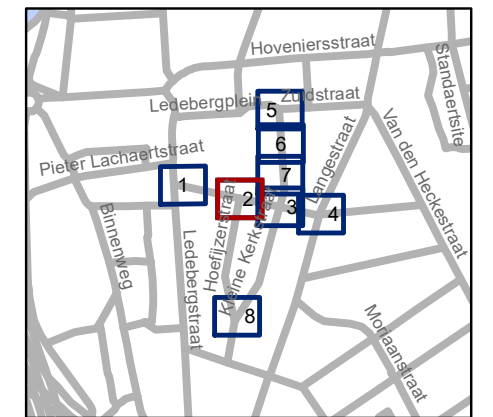 Hoveniersstraat
Standaertsite
Ledebergplein
Zuidstraat
5
6
Pieter Lachaertstraat
Langestraat
Van den Heckestraat
7
1
2
3
4
Hoefijzerstraat
Kleine Kerkstraat
Binnenweg
Ledebergstraat
8
Moriaanstraat